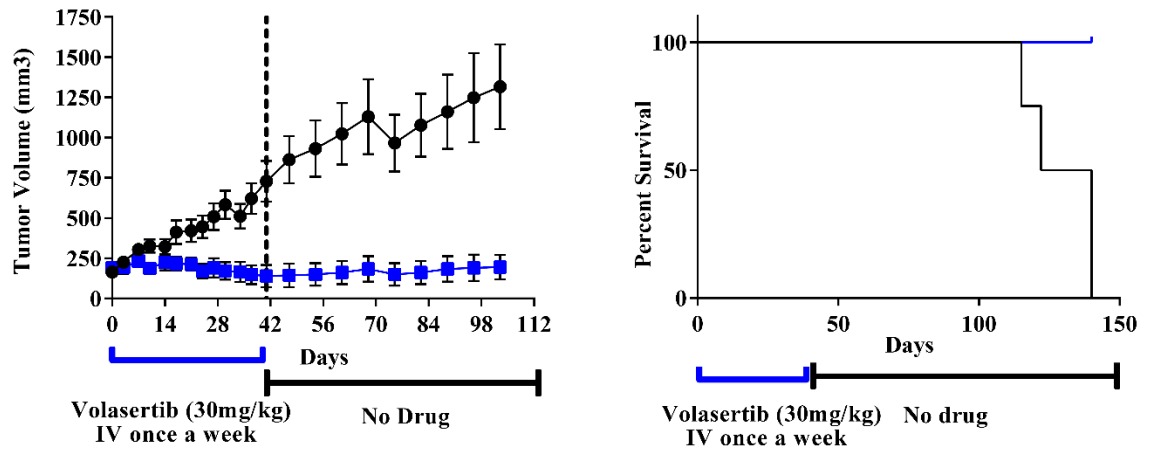 1750
1500
1250
1000
750
500
250
0
Tumor Volume (mm3)
0 14 28 42 56 70 84 98 112
Days
Volasertib (30mg/kg)
IV once a week
No Drug
100
50
0
Percent Survival
0 50 100 150
Days
Volasertib (30mg/kg)
IV once a week
No drug